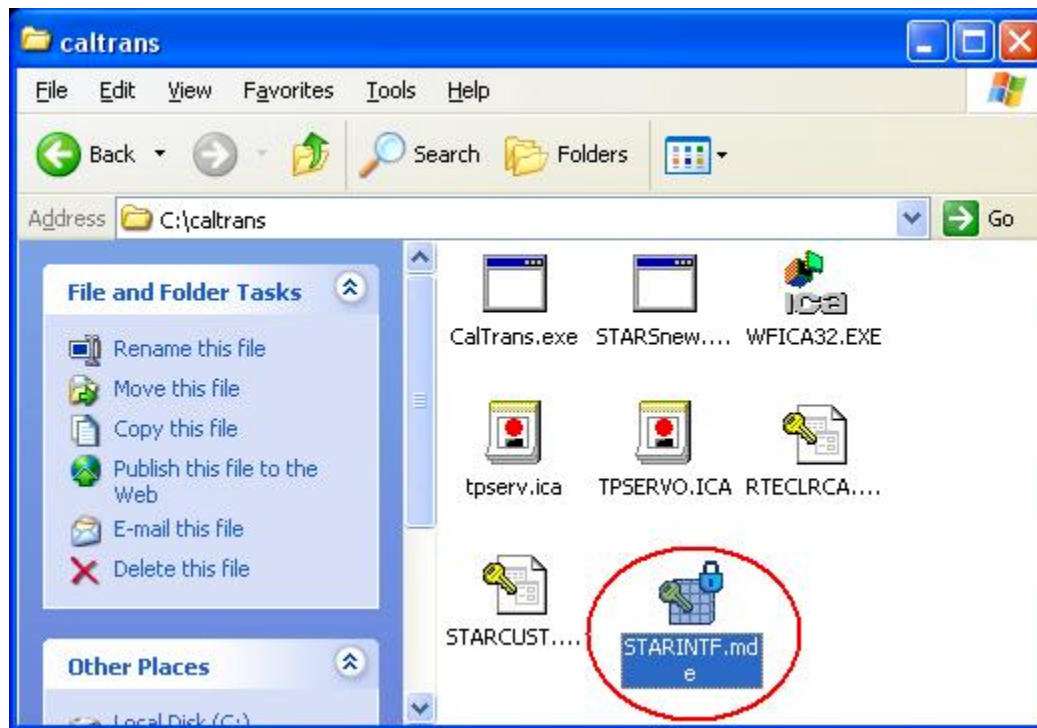 caltrans
File Edit View Favorites Tools Help
Back Search Folders
Address C:\caltrans Go
File and Folder Tasks
Rename this file
Move this file
Copy this file
Publish this file to the
Web
E-mail this file
Delete this file
Other Places
Local Disk (C:)
ica
CalTrans.exe STARSnew.... WFICA32.EXE
tpserv.ica TPSERVO.ICA RTECLRCA....
STARCUST.... STARINTF.md
e